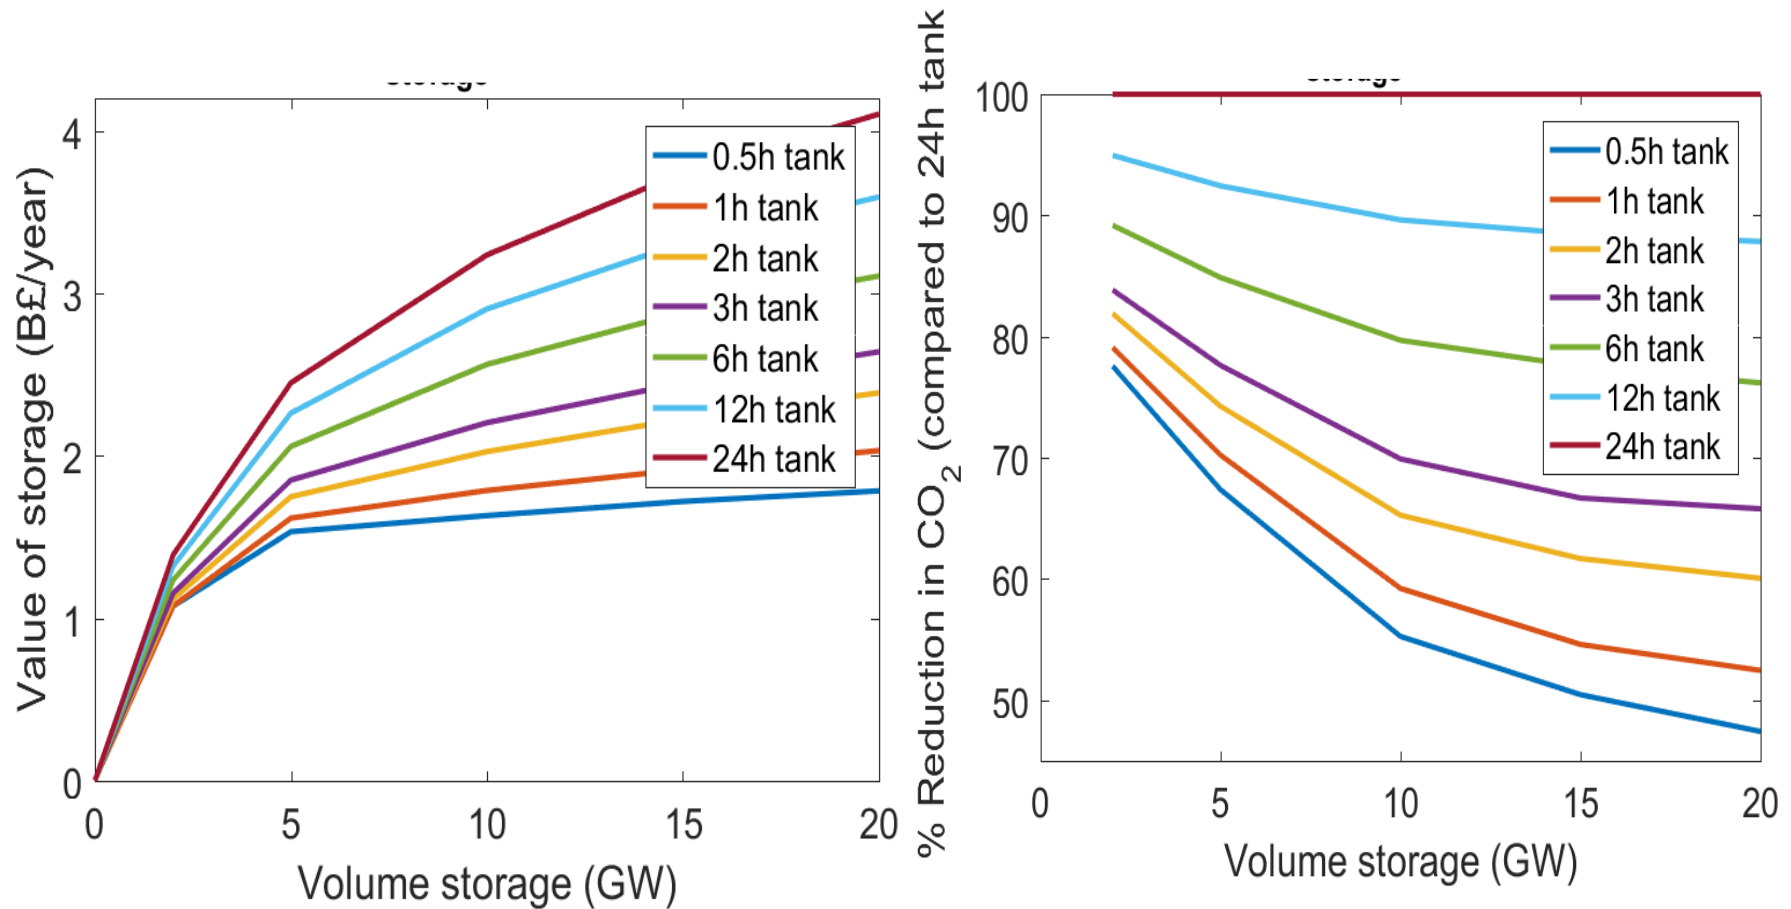 Value of storage (B£/year)
4
3
2
1
0
0 5 10 15 20
Volume storage (GW)
0.5h tank
1h tank
2h tank
3h tank
6h tank
12h tank
24h tank
% Reduction in CO2 (compared to 24h tank
100
90
80
70
60
50
0 5 10 15 20
Volume storage (GW)
0.5h tank
1h tank
2h tank
3h tank
6h tank
12h tank
24h tank